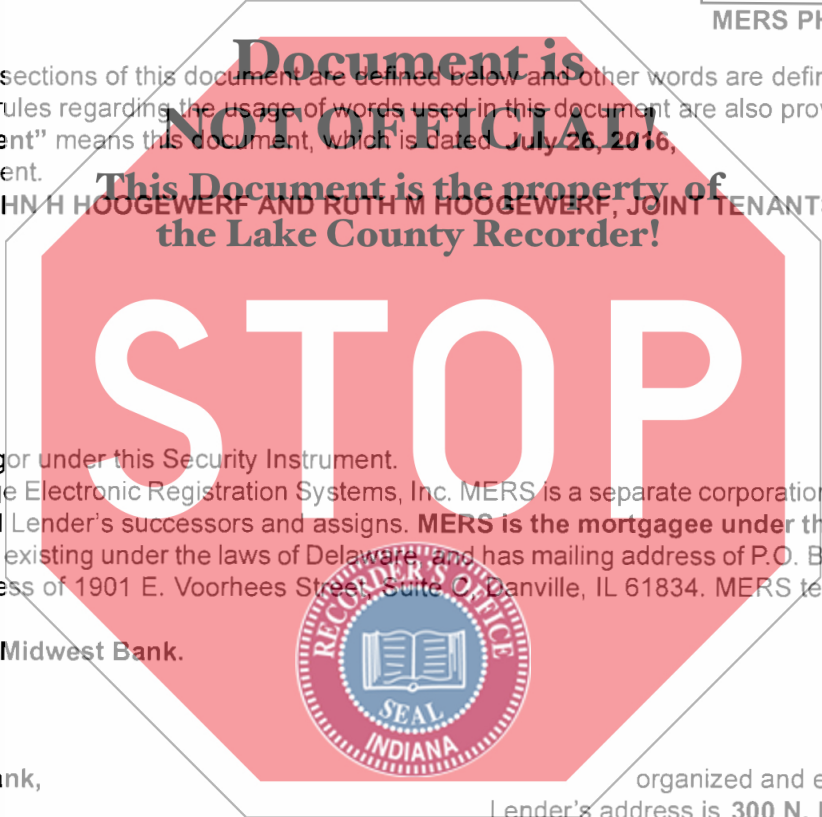 MERS PH
Document is
sections of this document are defined below and other words are defin
ules regarding the usage of words used in this document are also prov
NOT OFFICIAL!
ent” means this document, which is dated July 26, 2016,
ent.
This Document is the property of
HN H HOOGEWERF AND RUTH M HOOGEWERF, JOINT TENANTS
the Lake County Recorder!
STOP
gor under this Security Instrument.
ge Electronic Registration Systems, Inc. MERS is a separate corporation
Lender's successors and assigns. MERS is the mortgagee under th
existing under the laws of Delaware, and has mailing address of P.O. B
ess of 1901 E. Voorhees Street, Suite C, Danville, IL 61834. MERS te
RECORDER'S OFFICE
Midwest Bank.
SEAL
INDIANA
ank,
organized and e
Lender's address is 300 N.